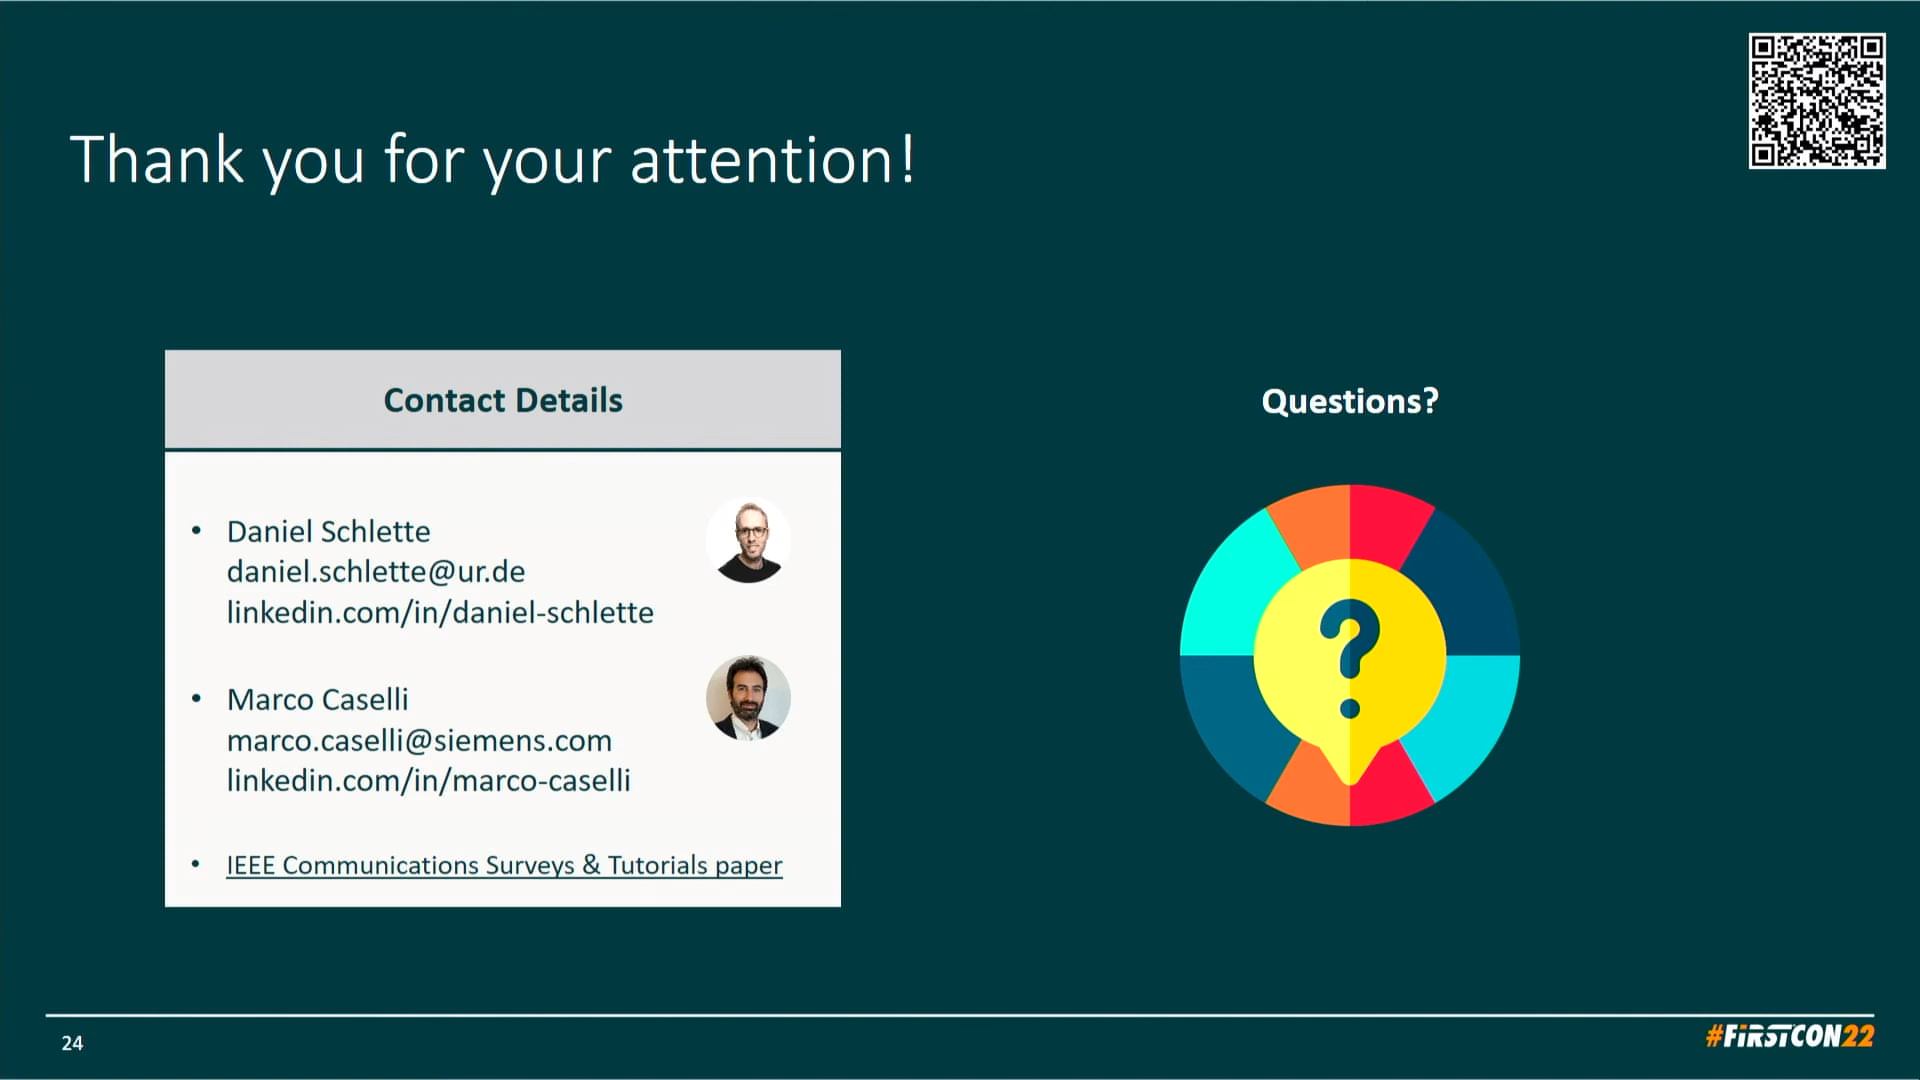 Thank you for your attention!
Contact Details
• Daniel Schlette
daniel.schlette@ur.de
linkedin.com/in/daniel-schlette
• Marco Caselli
marco.caselli@siemens.com
linkedin.com/in/marco-caselli
• IEEE Communications Surveys & Tutorials paper
Questions?
?
24
#FiRSTCON22